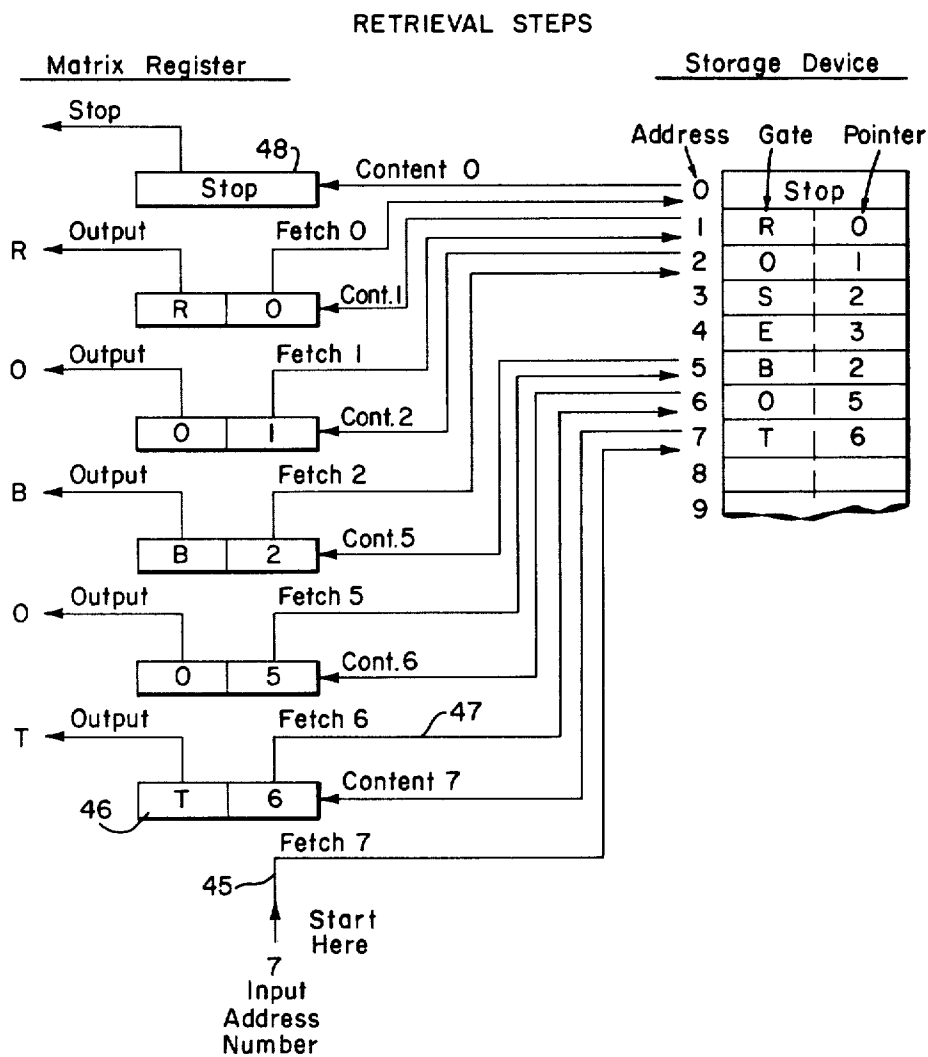 RETRIEVAL STEPS
Matrix Register
Storage Device
Stop
Address Gate Pointer
48
Stop
Content 0
0 Stop
R Output
Fetch 0
1 R 0
R 0
Cont.1
2 O 1
3 S 2
4 E 3
O Output
Fetch 1
5 B 2
O 1
Cont.2
6 O 5
7 T 6
8
9
B Output
Fetch 2
B 2
Cont.5
O Output
Fetch 5
O 5
Cont.6
T Output
Fetch 6
47
T 6
Content 7
46
Fetch 7
45
Start
Here
7
Input
Address
Number